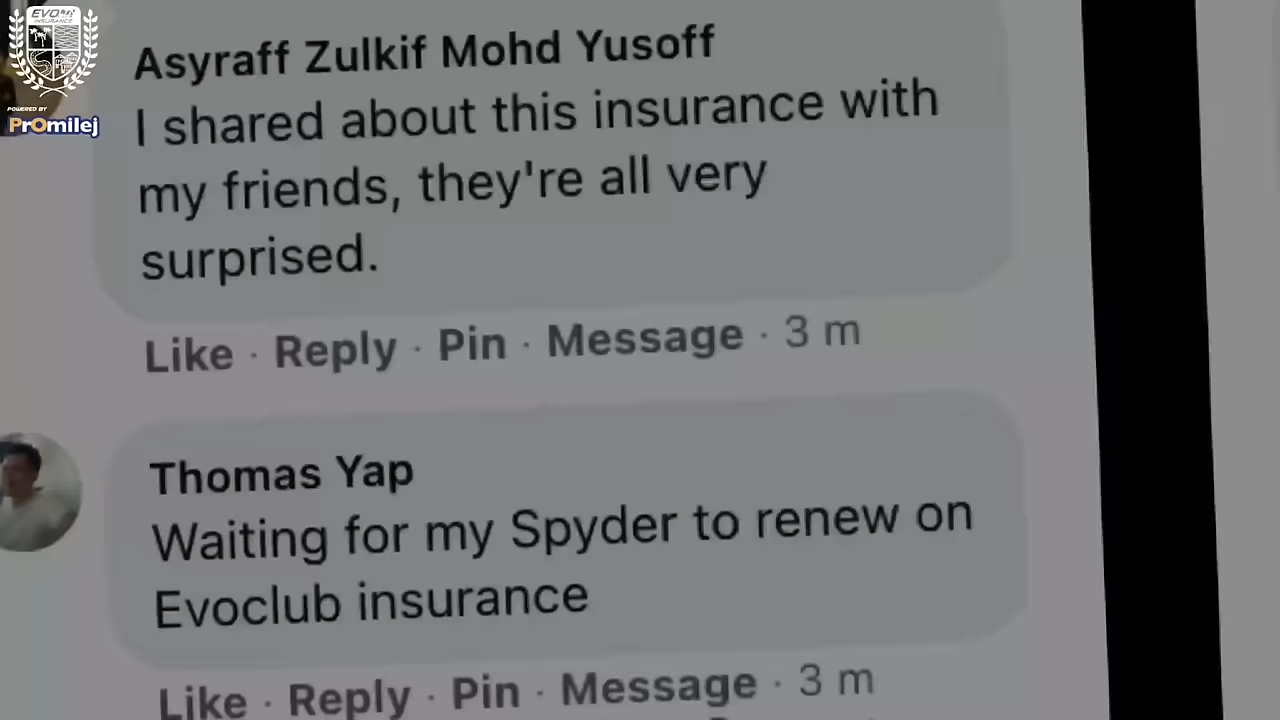 EVO
INSURANCE
POWERED BY
PrOmilej
Asyraff Zulkif Mohd Yusoff
I shared about this insurance with
my friends, they're all very
surprised.
Like · Reply · Pin · Message · 3 m
Thomas Yap
Waiting for my Spyder to renew on
Evoclub insurance
Like · Reply · Pin · Message · 3 m